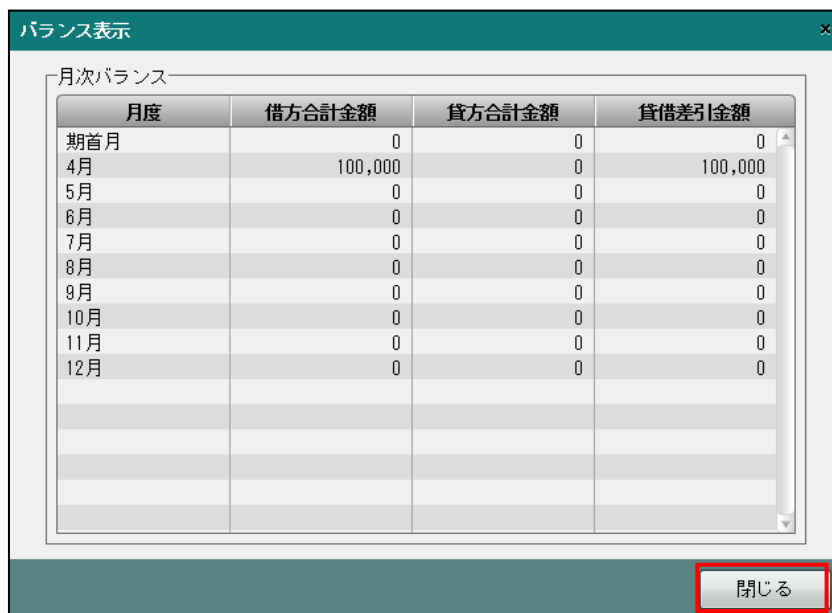 バランス表示 ×
月次バランス
月度 借方合計金額 貸方合計金額 貸借差引金額
期首月 0 0 0
4月 100,000 0 100,000
5月 0 0 0
6月 0 0 0
7月 0 0 0
8月 0 0 0
9月 0 0 0
10月 0 0 0
11月 0 0 0
12月 0 0 0
閉じる